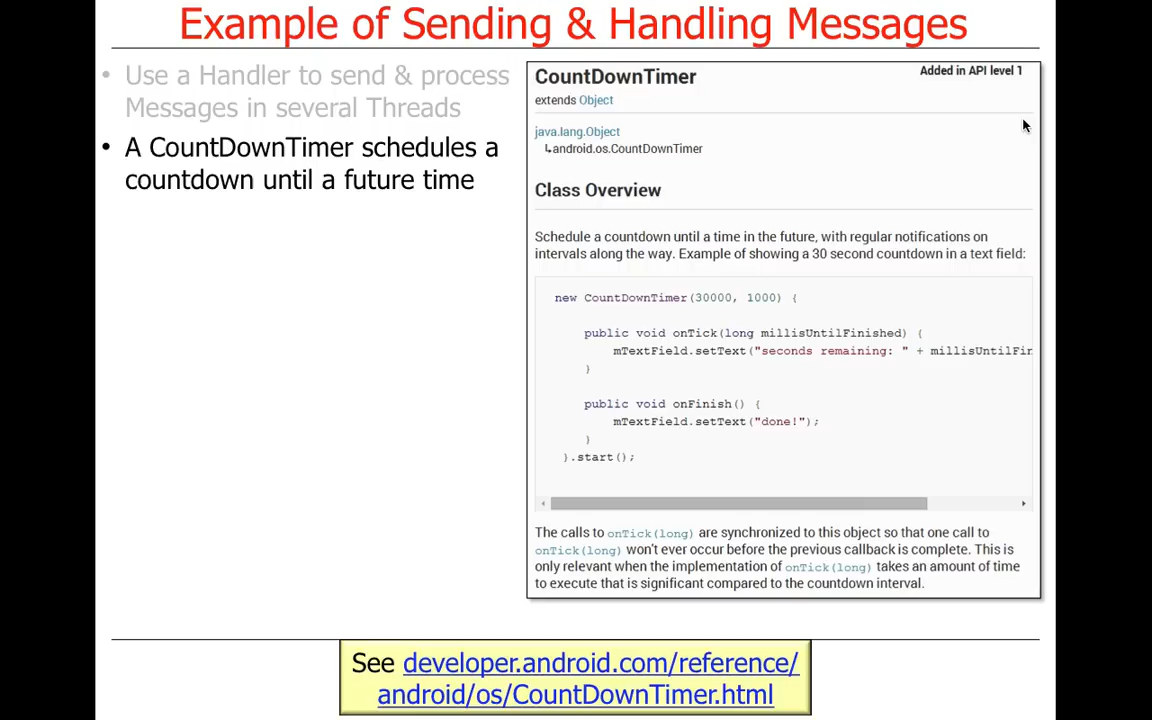 Example of Sending & Handling Messages
• Use a Handler to send & process
Messages in several Threads
• A CountDownTimer schedules a
countdown until a future time
CountDownTimer
Added in API level 1
extends Object
java.lang.Object
↳android.os.CountDownTimer
Class Overview
Schedule a countdown until a time in the future, with regular notifications on
intervals along the way. Example of showing a 30 second countdown in a text field:
new CountDownTimer(30000, 1000) {
public void onTick(long millisUntilFinished) {
mTextField.setText("seconds remaining: " + millisUntilFin
}
public void onFinish() {
mTextField.setText("done!");
}
}.start();
The calls to onTick(long) are synchronized to this object so that one call to
onTick(long) won't ever occur before the previous callback is complete. This is
only relevant when the implementation of onTick(long) takes an amount of time
to execute that is significant compared to the countdown interval.
See developer.android.com/reference/
android/os/CountDownTimer.html